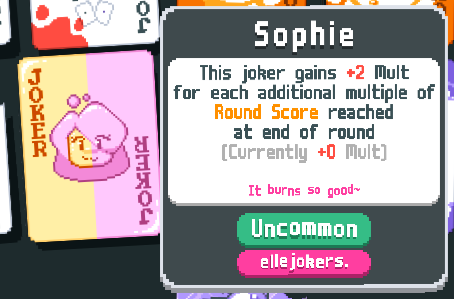 JOKER
JOKER
JOKER
Sophie
This joker gains +2 Mult
for each additional multiple of
Round Score reached
at end of round
(Currently +0 Mult)
It burns so good~
Uncommon
ellejokers.